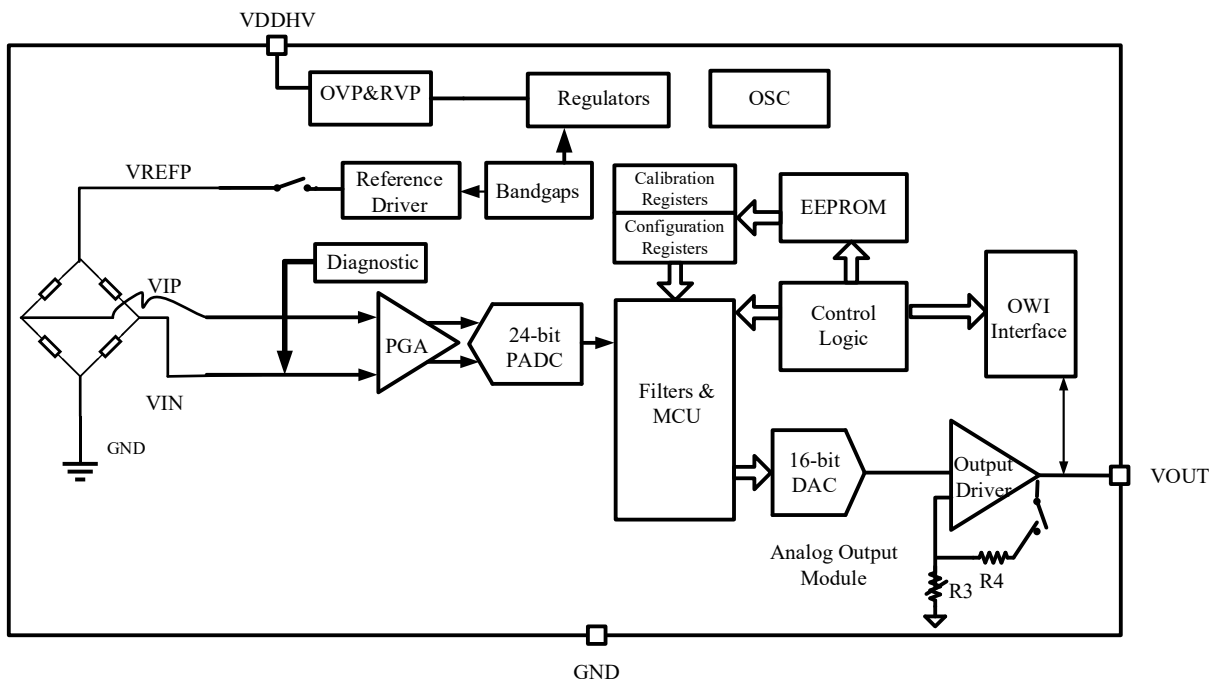 VDDHV
OVP&RVP
Regulators
OSC
VREFP
Reference
Driver
Bandgaps
Calibration
Registers
Configuration
Registers
EEPROM
Diagnostic
VIP
VIN
GND
PGA
24-bit
PADC
Filters &
MCU
Control
Logic
OWI
Interface
16-bit
DAC
Output
Driver
VOUT
Analog Output
Module
R4
R3
GND